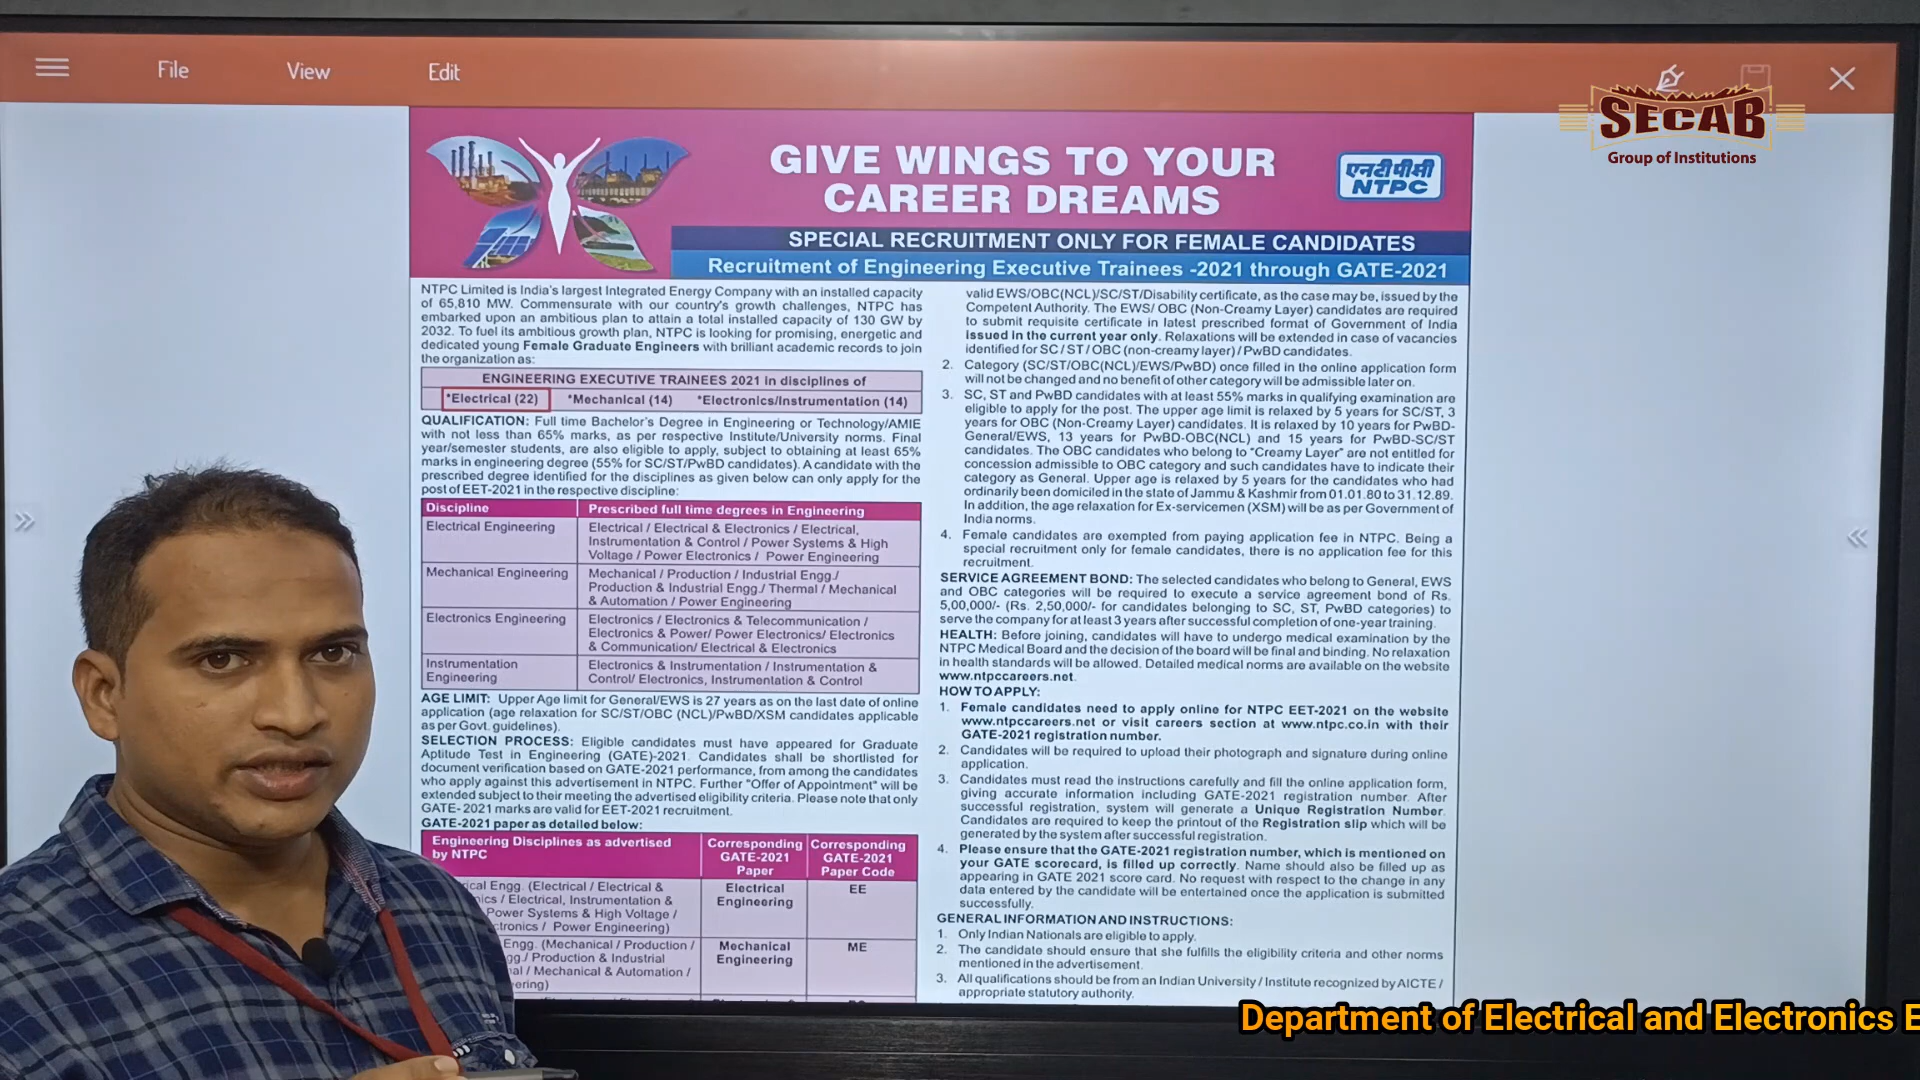 File View Edit
SECAB
Group of Institutions
GIVE WINGS TO YOUR
CAREER DREAMS
एनटीपीसी
NTPC
SPECIAL RECRUITMENT ONLY FOR FEMALE CANDIDATES
Recruitment of Engineering Executive Trainees -2021 through GATE-2021
NTPC Limited is India's largest Integrated Energy Company with an installed capacity
of 65,810 MW. Commensurate with our country's growth challenges, NTPC has
embarked upon an ambitious plan to attain a total installed capacity of 130 GW by
2032. To fuel its ambitious growth plan, NTPC is looking for promising, energetic and
dedicated young Female Graduate Engineers with brilliant academic records to join
the organization as:
ENGINEERING EXECUTIVE TRAINEES 2021 in disciplines of
*Electrical (22) *Mechanical (14) *Electronics/Instrumentation (14)
QUALIFICATION: Full time Bachelor's Degree in Engineering or Technology/AMIE
with not less than 65% marks, as per respective Institute/University norms. Final
year/semester students, are also eligible to apply, subject to obtaining at least 65%
marks in engineering degree (55% for SC/ST/PwBD candidates). A candidate with the
prescribed degree identified for the disciplines as given below can only apply for the
post of EET-2021 in the respective discipline:
Discipline Prescribed full time degrees in Engineering
Electrical Engineering Electrical / Electrical & Electronics / Electrical,
Instrumentation & Control / Power Systems & High
Voltage / Power Electronics / Power Engineering
Mechanical Engineering Mechanical / Production / Industrial Engg./
Production & Industrial Engg./ Thermal / Mechanical
& Automation / Power Engineering
Electronics Engineering Electronics / Electronics & Telecommunication /
Electronics & Power/ Power Electronics/ Electronics
& Communication/ Electrical & Electronics
Instrumentation Electronics & Instrumentation / Instrumentation &
Engineering Control/ Electronics, Instrumentation & Control
AGE LIMIT: Upper Age limit for General/EWS is 27 years as on the last date of online
application (age relaxation for SC/ST/OBC (NCL)/PwBD/XSM candidates applicable
as per Govt. guidelines).
SELECTION PROCESS: Eligible candidates must have appeared for Graduate
Aptitude Test in Engineering (GATE)-2021. Candidates shall be shortlisted for
document verification based on GATE-2021 performance, from among the candidates
who apply against this advertisement in NTPC. Further "Offer of Appointment" will be
extended subject to their meeting the advertised eligibility criteria. Please note that only
GATE- 2021 marks are valid for EET-2021 recruitment.
GATE-2021 paper as detailed below:
Engineering Disciplines as advertised Corresponding Corresponding
by NTPC GATE-2021 GATE-2021
Paper Paper Code
ical Engg. (Electrical / Electrical & Electrical EE
ics / Electrical, Instrumentation & Engineering
Power Systems & High Voltage /
ctronics / Power Engineering)
Engg. (Mechanical / Production / Mechanical ME
gg./ Production & Industrial Engineering
al / Mechanical & Automation /
ering)
valid EWS/OBC(NCL)/SC/ST/Disability certificate, as the case may be, issued by the
Competent Authority. The EWS/ OBC (Non-Creamy Layer) candidates are required
to submit requisite certificate in latest prescribed format of Government of India
issued in the current year only. Relaxations will be extended in case of vacancies
identified for SC/ST/OBC (non-creamy layer)/PwBD candidates.
2. Category (SC/ST/OBC(NCL)/EWS/PwBD) once filled in the online application form
will not be changed and no benefit of other category will be admissible later on.
3. SC, ST and PwBD candidates with at least 55% marks in qualifying examination are
eligible to apply for the post. The upper age limit is relaxed by 5 years for SC/ST, 3
years for OBC (Non-Creamy Layer) candidates. It is relaxed by 10 years for PwBD-
General/EWS, 13 years for PwBD-OBC(NCL) and 15 years for PwBD-SC/ST
candidates. The OBC candidates who belong to "Creamy Layer" are not entitled for
concession admissible to OBC category and such candidates have to indicate their
category as General. Upper age is relaxed by 5 years for the candidates who had
ordinarily been domiciled in the state of Jammu & Kashmir from 01.01.80 to 31.12.89.
In addition, the age relaxation for Ex-servicemen (XSM) will be as per Government of
India norms.
4. Female candidates are exempted from paying application fee in NTPC. Being a
special recruitment only for female candidates, there is no application fee for this
recruitment.
SERVICE AGREEMENT BOND: The selected candidates who belong to General, EWS
and OBC categories will be required to execute a service agreement bond of Rs.
5,00,000/- (Rs. 2,50,000/- for candidates belonging to SC, ST, PwBD categories) to
serve the company for at least 3 years after successful completion of one-year training.
HEALTH: Before joining, candidates will have to undergo medical examination by the
NTPC Medical Board and the decision of the board will be final and binding. No relaxation
in health standards will be allowed. Detailed medical norms are available on the website
www.ntpccareers.net.
HOW TO APPLY:
1. Female candidates need to apply online for NTPC EET-2021 on the website
www.ntpccareers.net or visit careers section at www.ntpc.co.in with their
GATE-2021 registration number.
2. Candidates will be required to upload their photograph and signature during online
application.
3. Candidates must read the instructions carefully and fill the online application form,
giving accurate information including GATE-2021 registration number. After
successful registration, system will generate a Unique Registration Number.
Candidates are required to keep the printout of the Registration slip which will be
generated by the system after successful registration.
4. Please ensure that the GATE-2021 registration number, which is mentioned on
your GATE scorecard, is filled up correctly. Name should also be filled up as
appearing in GATE 2021 score card. No request with respect to the change in any
data entered by the candidate will be entertained once the application is submitted
successfully.
GENERAL INFORMATION AND INSTRUCTIONS:
1. Only Indian Nationals are eligible to apply.
2. The candidate should ensure that she fulfills the eligibility criteria and other norms
mentioned in the advertisement.
3. All qualifications should be from an Indian University / Institute recognized by AICTE /
appropriate statutory authority.
Department of Electrical and Electronics E